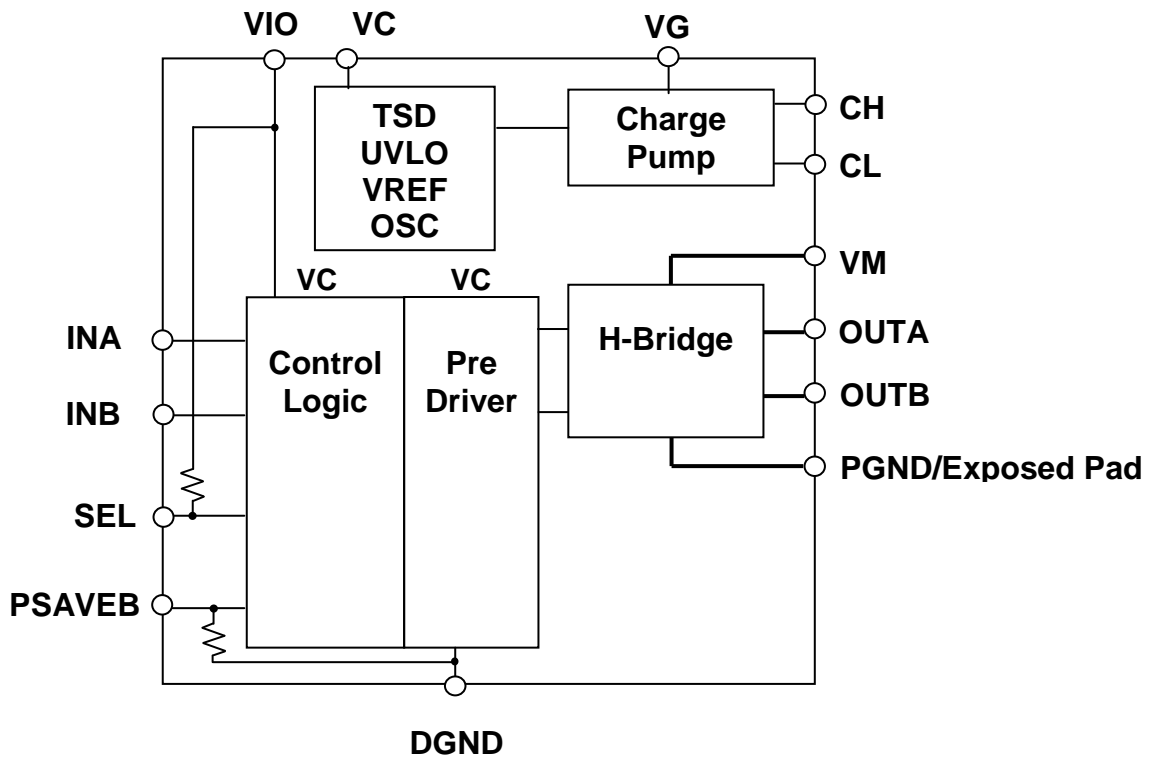 VIO
VC
VG
TSD
UVLO
VREF
OSC
Charge
Pump
CH
CL
VM
VC
VC
INA
Control
Logic
Pre
Driver
H-Bridge
OUTA
INB
OUTB
PGND/Exposed Pad
SEL
PSAVEB
DGND